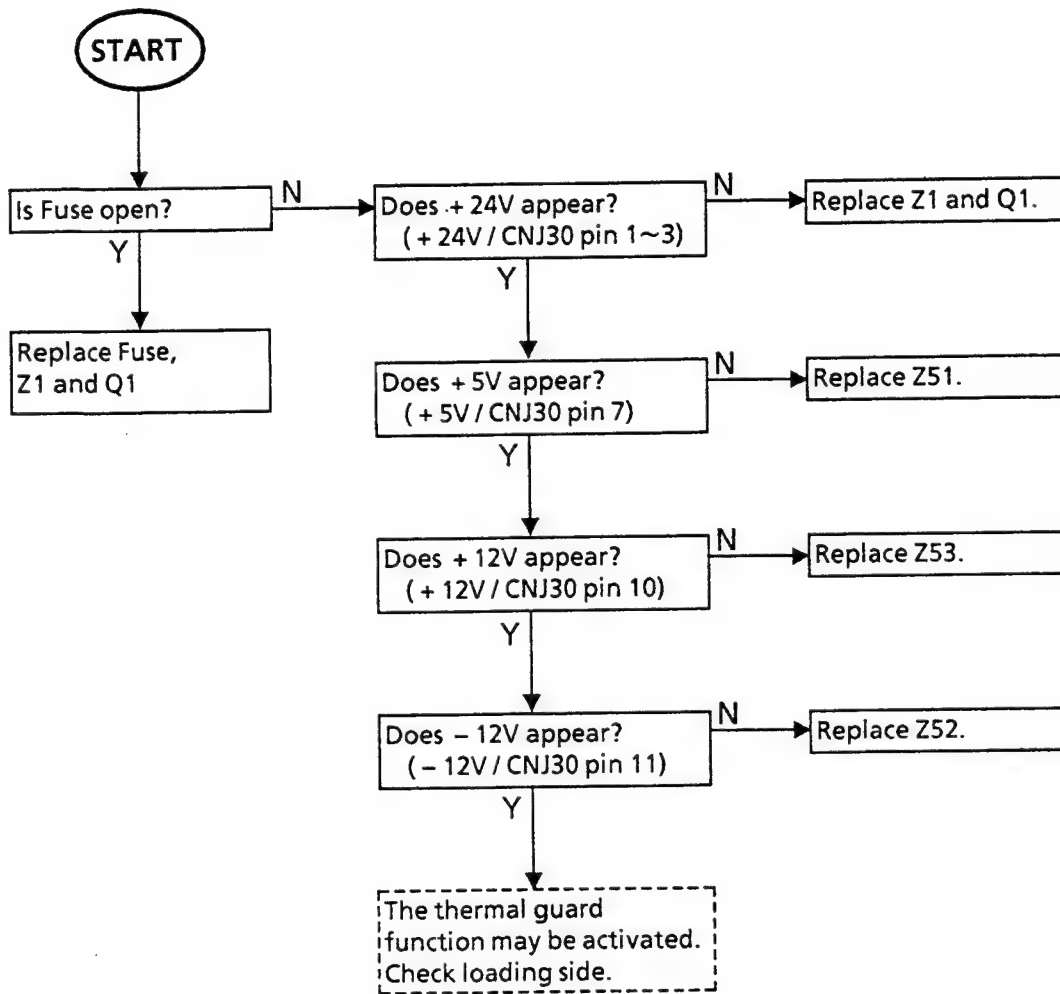 START
Is Fuse open?
N
Y
Replace Fuse,
Z1 and Q1
Does + 24V appear?
( + 24V / CNJ30 pin 1~3)
N
Replace Z1 and Q1.
Y
Does + 5V appear?
( + 5V / CNJ30 pin 7)
N
Replace Z51.
Y
Does + 12V appear?
( + 12V / CNJ30 pin 10)
N
Replace Z53.
Y
Does – 12V appear?
( – 12V / CNJ30 pin 11)
N
Replace Z52.
Y
The thermal guard
function may be activated.
Check loading side.